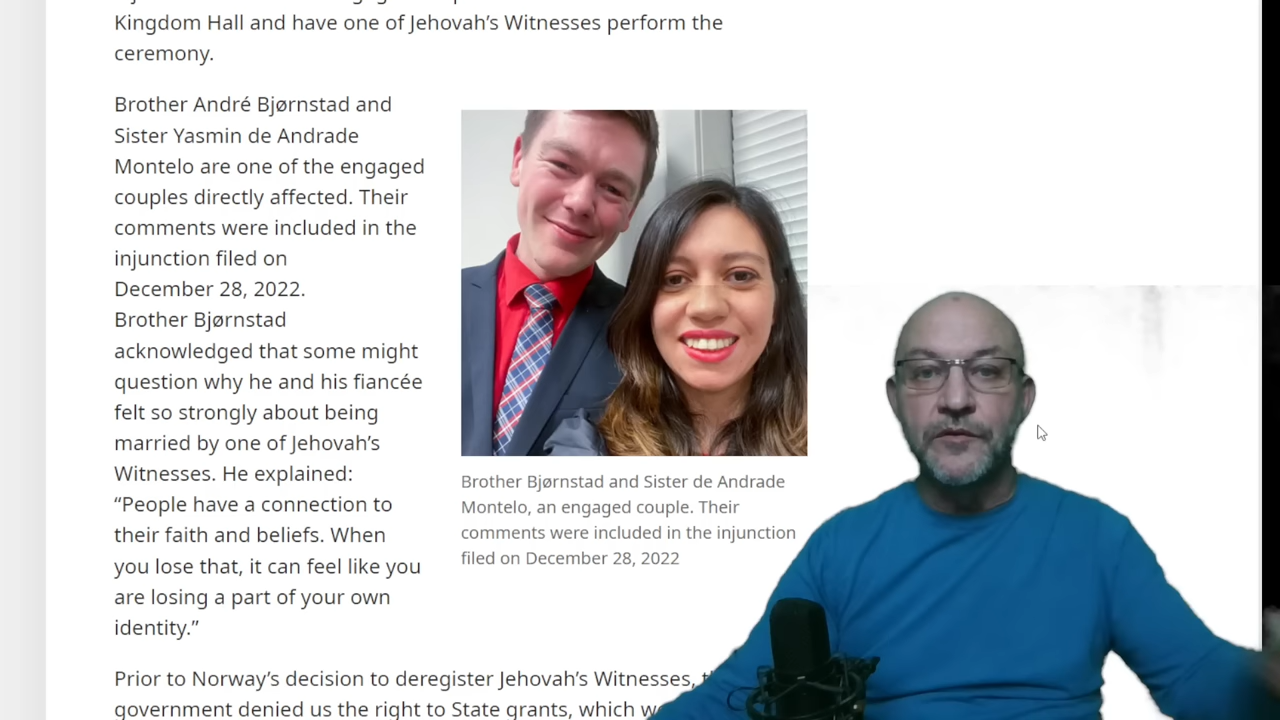 Kingdom Hall and have one of Jehovah’s Witnesses perform the
ceremony.
Brother André Bjørnstad and
Sister Yasmin de Andrade
Montelo are one of the engaged
couples directly affected. Their
comments were included in the
injunction filed on
December 28, 2022.
Brother Bjørnstad
acknowledged that some might
question why he and his fiancée
felt so strongly about being
married by one of Jehovah’s
Witnesses. He explained:
“People have a connection to
their faith and beliefs. When
you lose that, it can feel like you
are losing a part of your own
identity.”
Brother Bjørnstad and Sister de Andrade
Montelo, an engaged couple. Their
comments were included in the injunction
filed on December 28, 2022
Prior to Norway’s decision to deregister Jehovah’s Witnesses,
government denied us the right to State grants, which